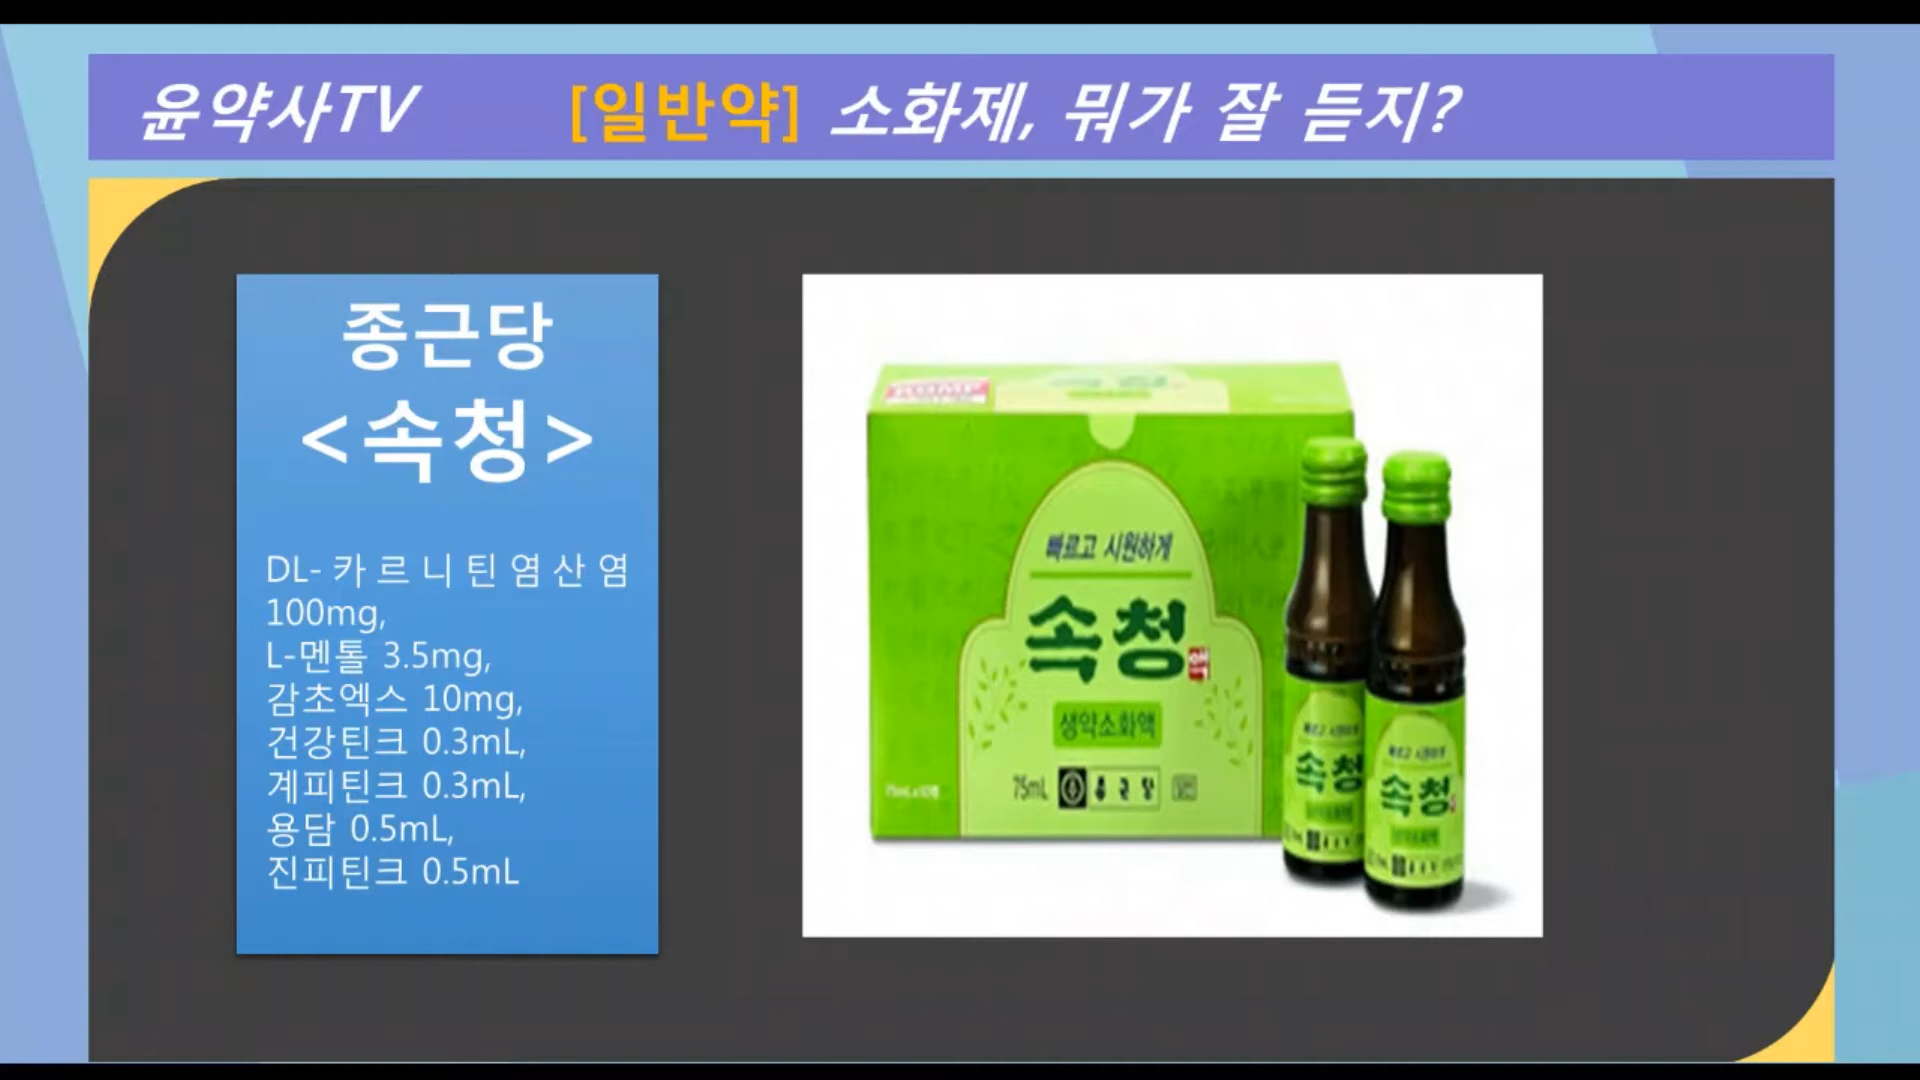 윤약사TV
[일반약] 소화제, 뭐가 잘 듣지?
종근당
<속청>
DL-카르니틴염산염
100mg,
L-멘톨 3.5mg,
감초엑스 10mg,
건강틴크 0.3mL,
계피틴크 0.3mL,
용담 0.5mL,
진피틴크 0.5mL
속청
빠르고 시원하게
속청
생약소화액
75mL 종근당
속청
속청